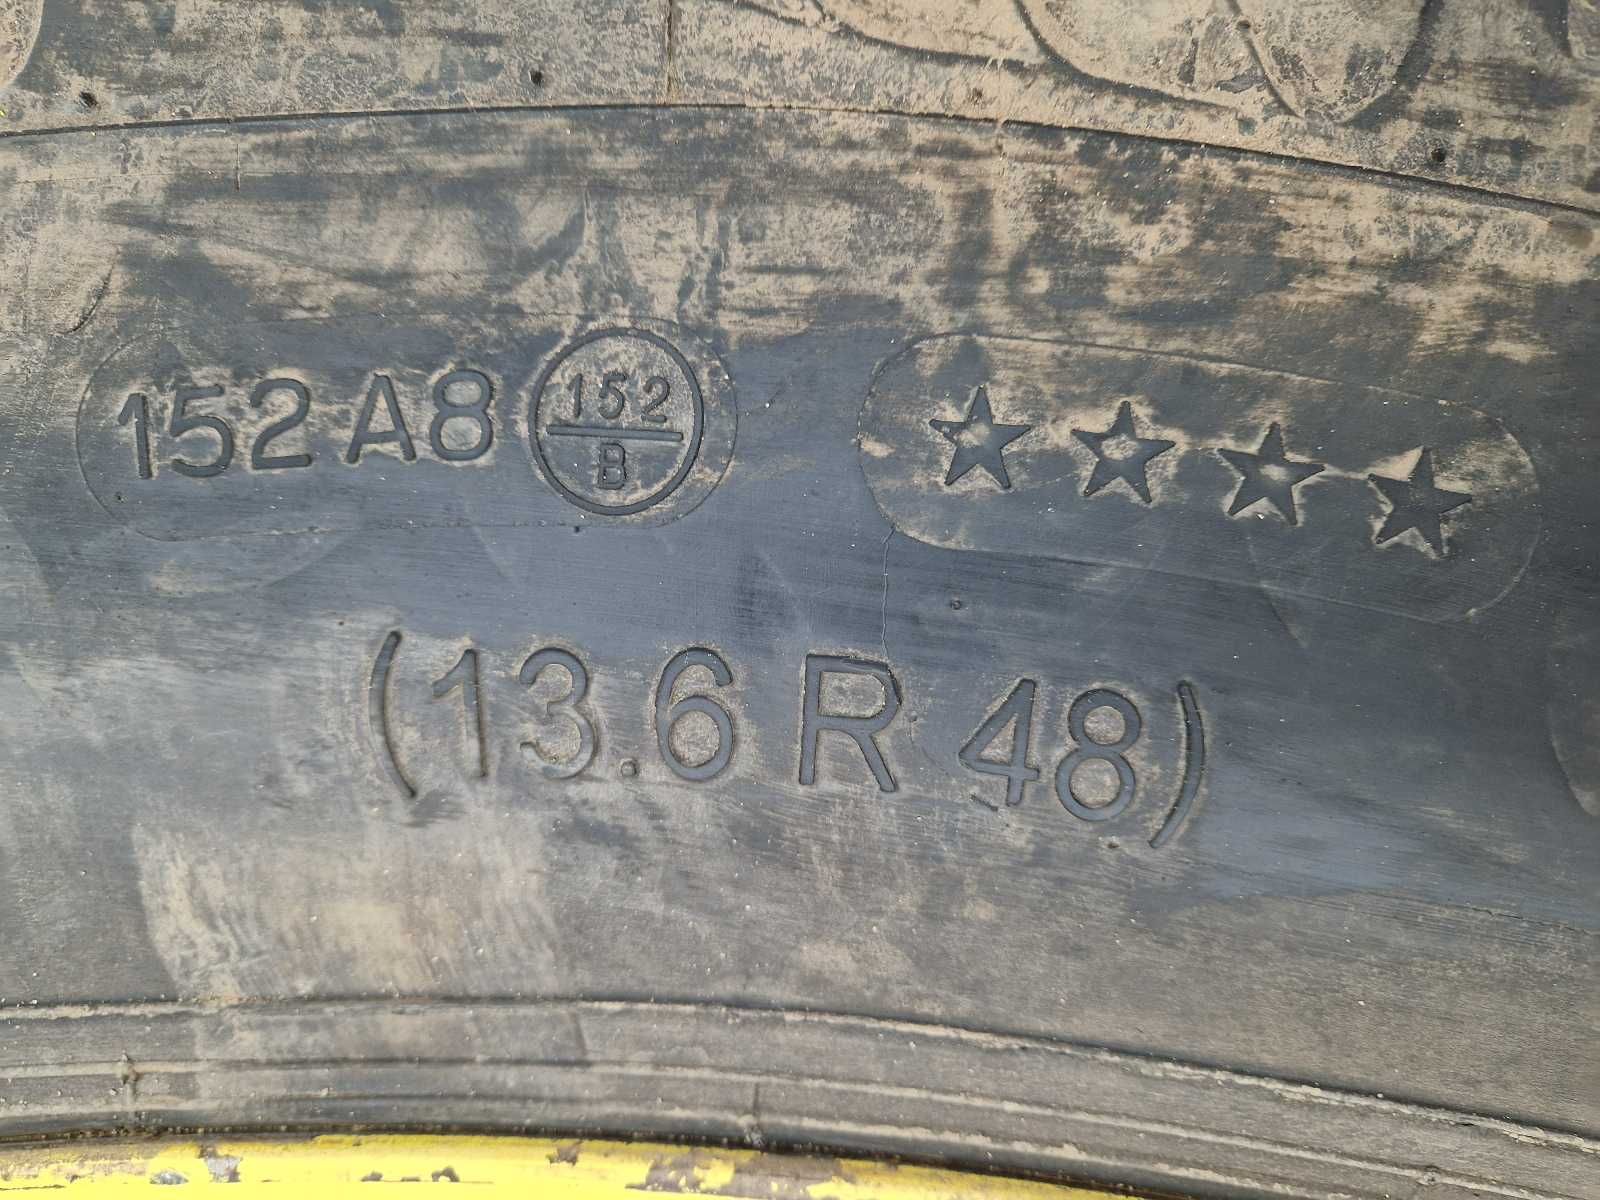 152 A8 152 B ★ ★ ★ ★
(13.6 R 48)